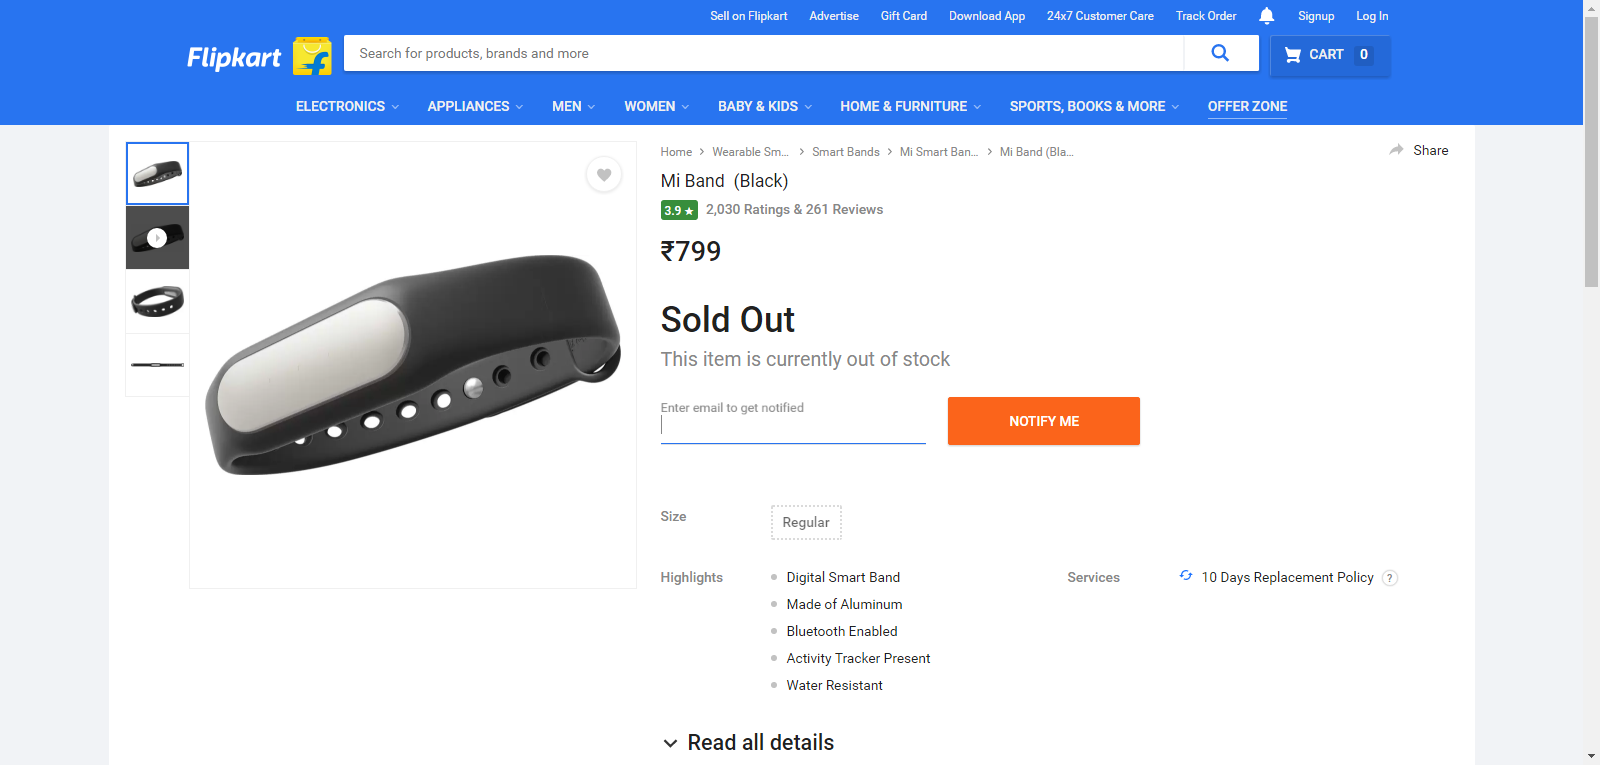 Sell on Flipkart Advertise Gift Card Download App 24x7 Customer Care Track Order Signup Log In
Flipkart
Search for products, brands and more
CART 0
ELECTRONICS APPLIANCES MEN WOMEN BABY & KIDS HOME & FURNITURE SPORTS, BOOKS & MORE OFFER ZONE
Home > Wearable Sm... > Smart Bands > Mi Smart Ban... > Mi Band (Bla...
Share
Mi Band (Black)
3.9 ★ 2,030 Ratings & 261 Reviews
₹799
Sold Out
This item is currently out of stock
Enter email to get notified
NOTIFY ME
Size Regular
Highlights
Digital Smart Band
Made of Aluminum
Bluetooth Enabled
Activity Tracker Present
Water Resistant
Services 10 Days Replacement Policy ?
Read all details